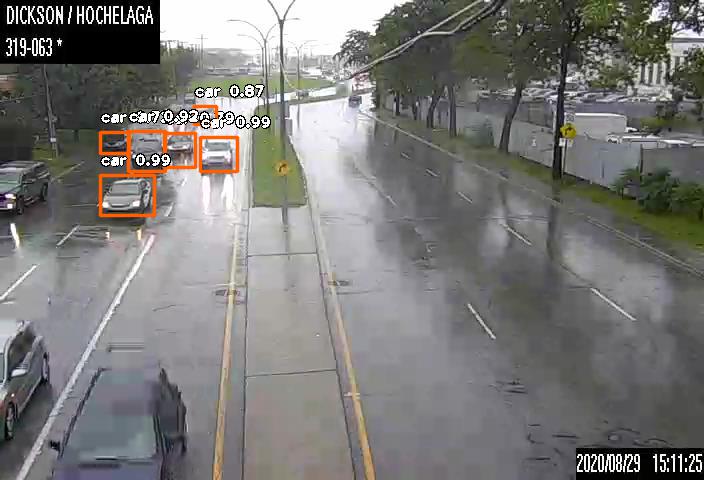 DICKSON / HOCHELAGA
319-063 *
car 0.87
car 0.99
car 0.99
2020/08/29 15:11:25